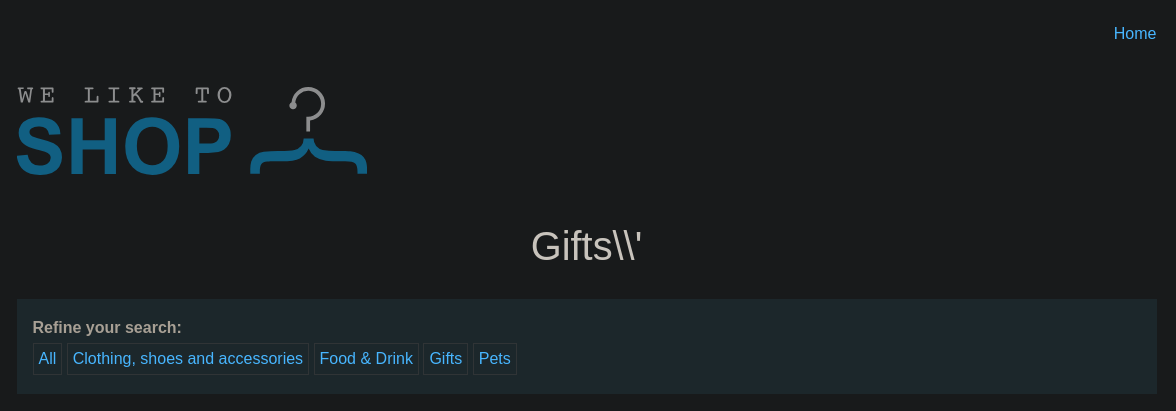 Home
WE LIKE TO
SHOP
Gifts\\'
Refine your search:
All Clothing, shoes and accessories Food & Drink Gifts Pets